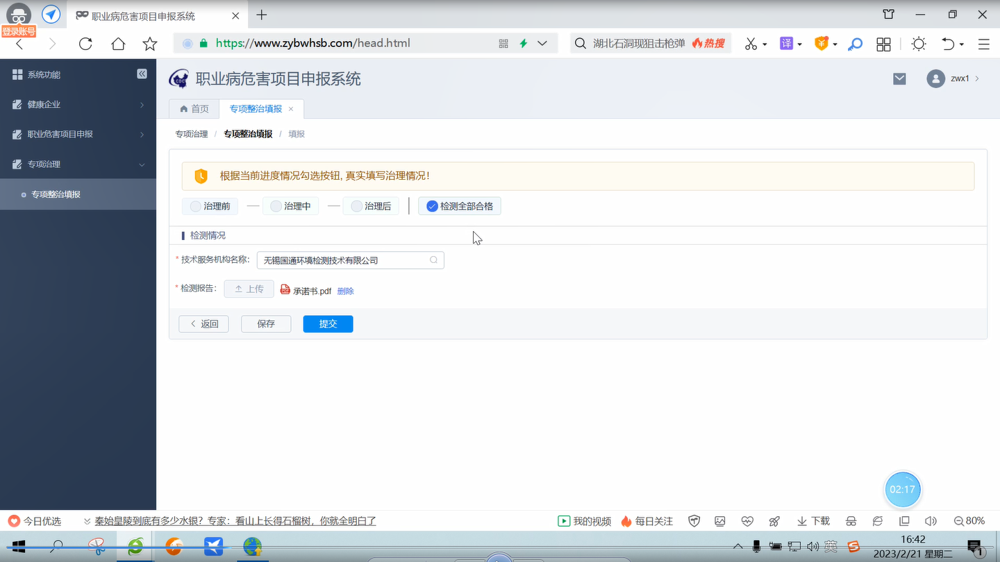 职业病危害项目申报系统
登录账号
https://www.zybwhsb.com/head.html
湖北石洞现狙击枪弹
热搜
译
系统功能
健康企业
职业危害项目申报
专项治理
专项整治填报
CDC
职业病危害项目申报系统
zwx1
首页
专项整治填报
专项治理 / 专项整治填报 / 填报
根据当前进度情况勾选按钮, 真实填写治理情况!
治理前
治理中
治理后
检测全部合格
检测情况
* 技术服务机构名称: 无锡国通环境检测技术有限公司
* 检测报告: 上传 承诺书.pdf 删除
返回
保存
提交
02:17
今日优选
秦始皇陵到底有多少水银？专家：看山上长得石榴树，你就全明白了
我的视频
每日关注
下载
80%
英
16:42
2023/2/21 星期二
1